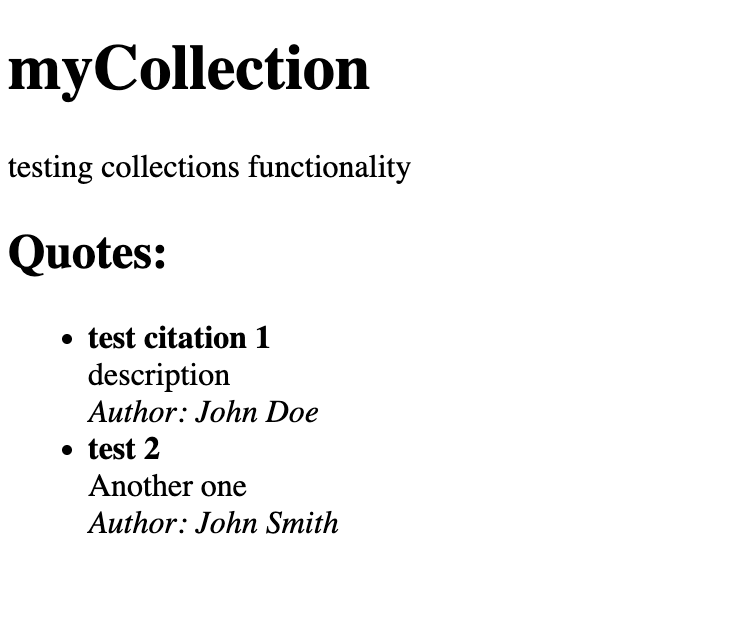 myCollection
testing collections functionality
Quotes:
test citation 1
description
Author: John Doe
test 2
Another one
Author: John Smith